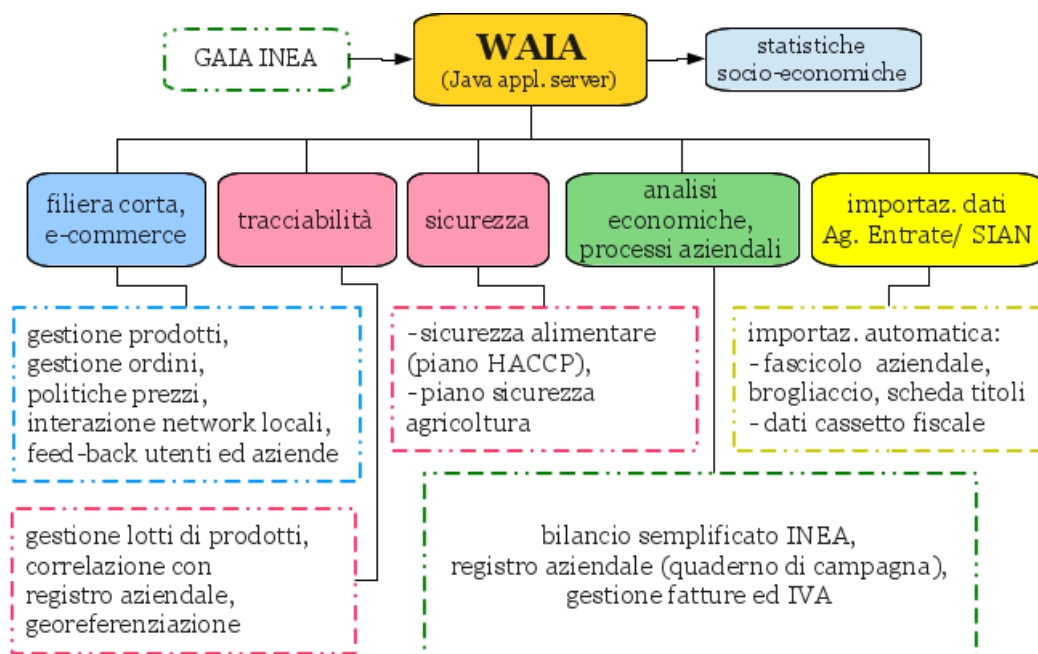 GAIA INEA
WAIA
(Java appl. server)
statistiche
socio-economiche
filiera corta,
e-commerce
tracciabilità
sicurezza
analisi
economiche,
processi aziendali
importaz. dati
Ag. Entrate/ SIAN
gestione prodotti,
gestione ordini,
politiche prezzi,
interazione network locali,
feed-back utenti ed aziende
-sicurezza alimentare
(piano HACCP),
-piano sicurezza
agricoltura
importaz. automatica:
-fascicolo aziendale,
brogliaccio, scheda titoli
-dati cassetto fiscale
gestione lotti di prodotti,
correlazione con
registro aziendale,
georeferenziazione
bilancio semplificato INEA,
registro aziendale (quaderno di campagna),
gestione fatture ed IVA